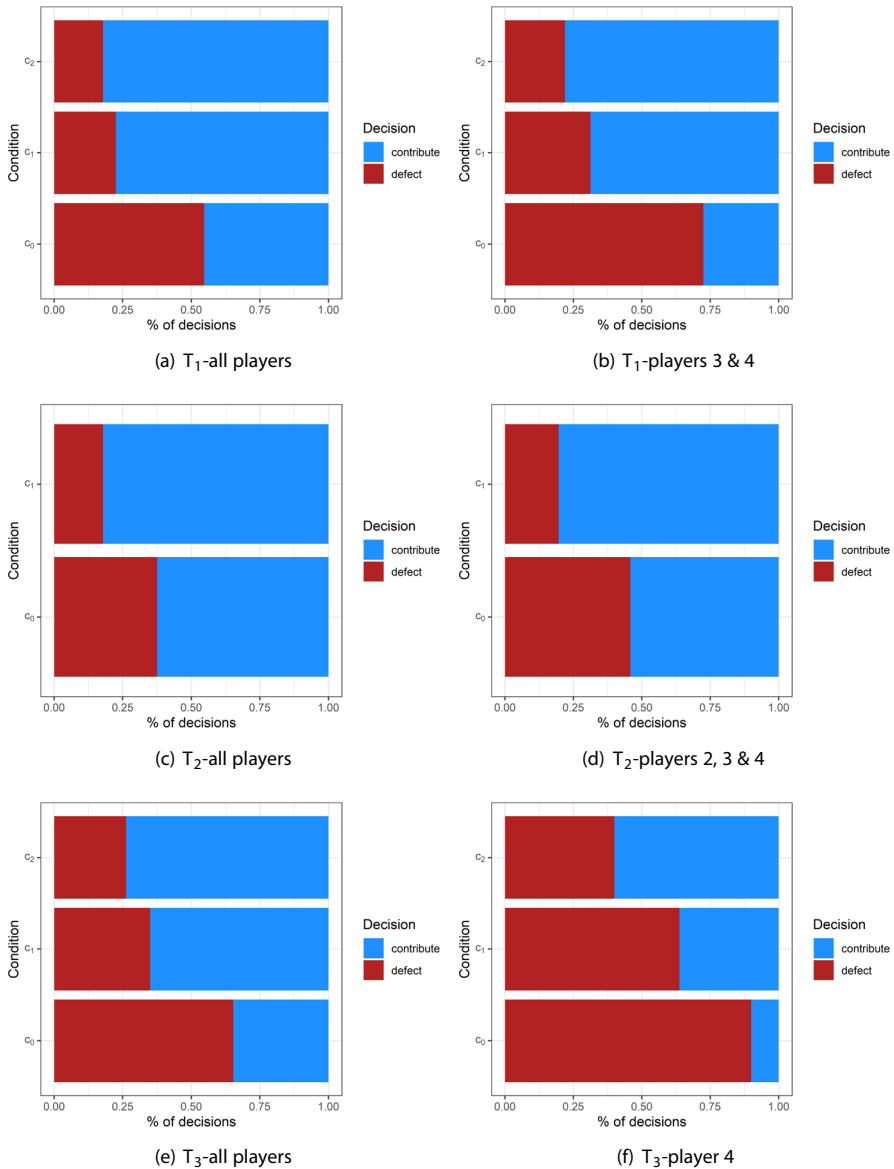 c₂
c₁
c₀
Condition
0.00 0.25 0.50 0.75 1.00
% of decisions
Decision
contribute
defect
(a) T₁-all players
c₂
c₁
c₀
Condition
0.00 0.25 0.50 0.75 1.00
% of decisions
Decision
contribute
defect
(b) T₁-players 3 & 4
c₁
c₀
Condition
0.00 0.25 0.50 0.75 1.00
% of decisions
Decision
contribute
defect
(c) T₂-all players
c₁
c₀
Condition
0.00 0.25 0.50 0.75 1.00
% of decisions
Decision
contribute
defect
(d) T₂-players 2, 3 & 4
c₂
c₁
c₀
Condition
0.00 0.25 0.50 0.75 1.00
% of decisions
Decision
contribute
defect
(e) T₃-all players
c₂
c₁
c₀
Condition
0.00 0.25 0.50 0.75 1.00
% of decisions
Decision
contribute
defect
(f) T₃-player 4